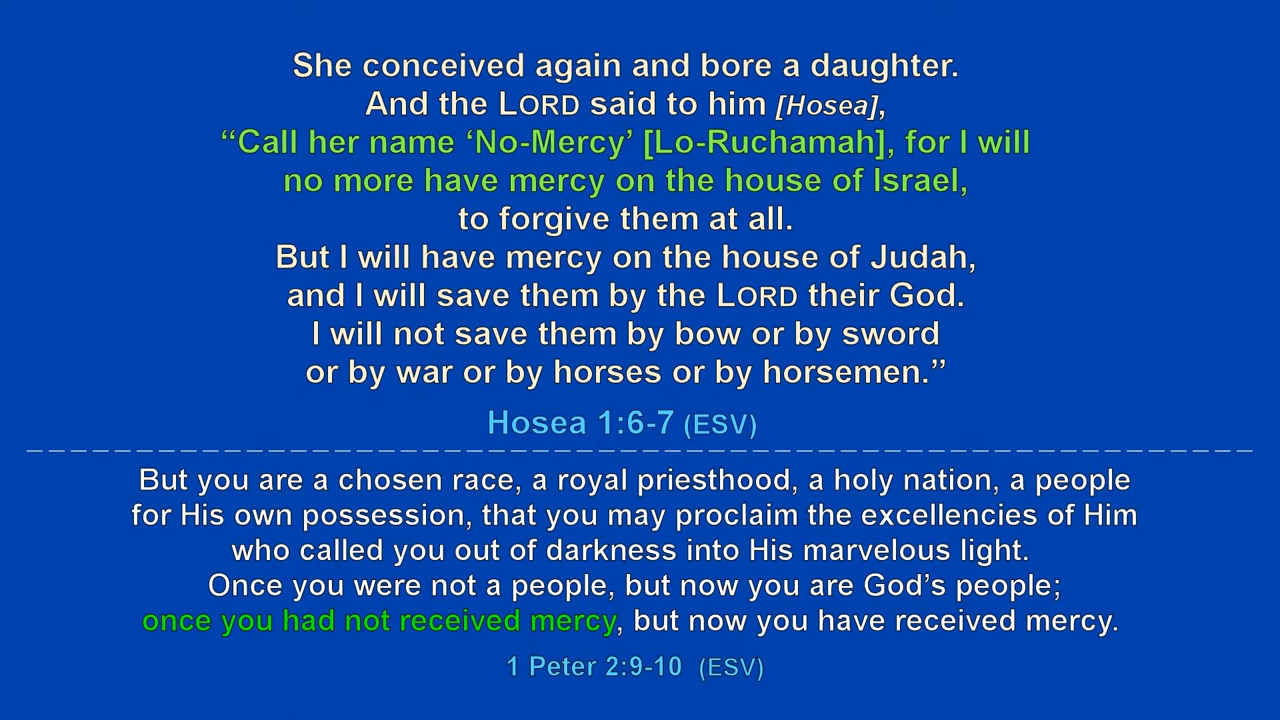 She conceived again and bore a daughter.
And the LORD said to him [Hosea],
“Call her name ‘No-Mercy’ [Lo-Ruchamah], for I will
no more have mercy on the house of Israel,
to forgive them at all.
But I will have mercy on the house of Judah,
and I will save them by the LORD their God.
I will not save them by bow or by sword
or by war or by horses or by horsemen.”
Hosea 1:6-7 (ESV)
But you are a chosen race, a royal priesthood, a holy nation, a people
for His own possession, that you may proclaim the excellencies of Him
who called you out of darkness into His marvelous light.
Once you were not a people, but now you are God’s people;
once you had not received mercy, but now you have received mercy.
1 Peter 2:9-10 (ESV)